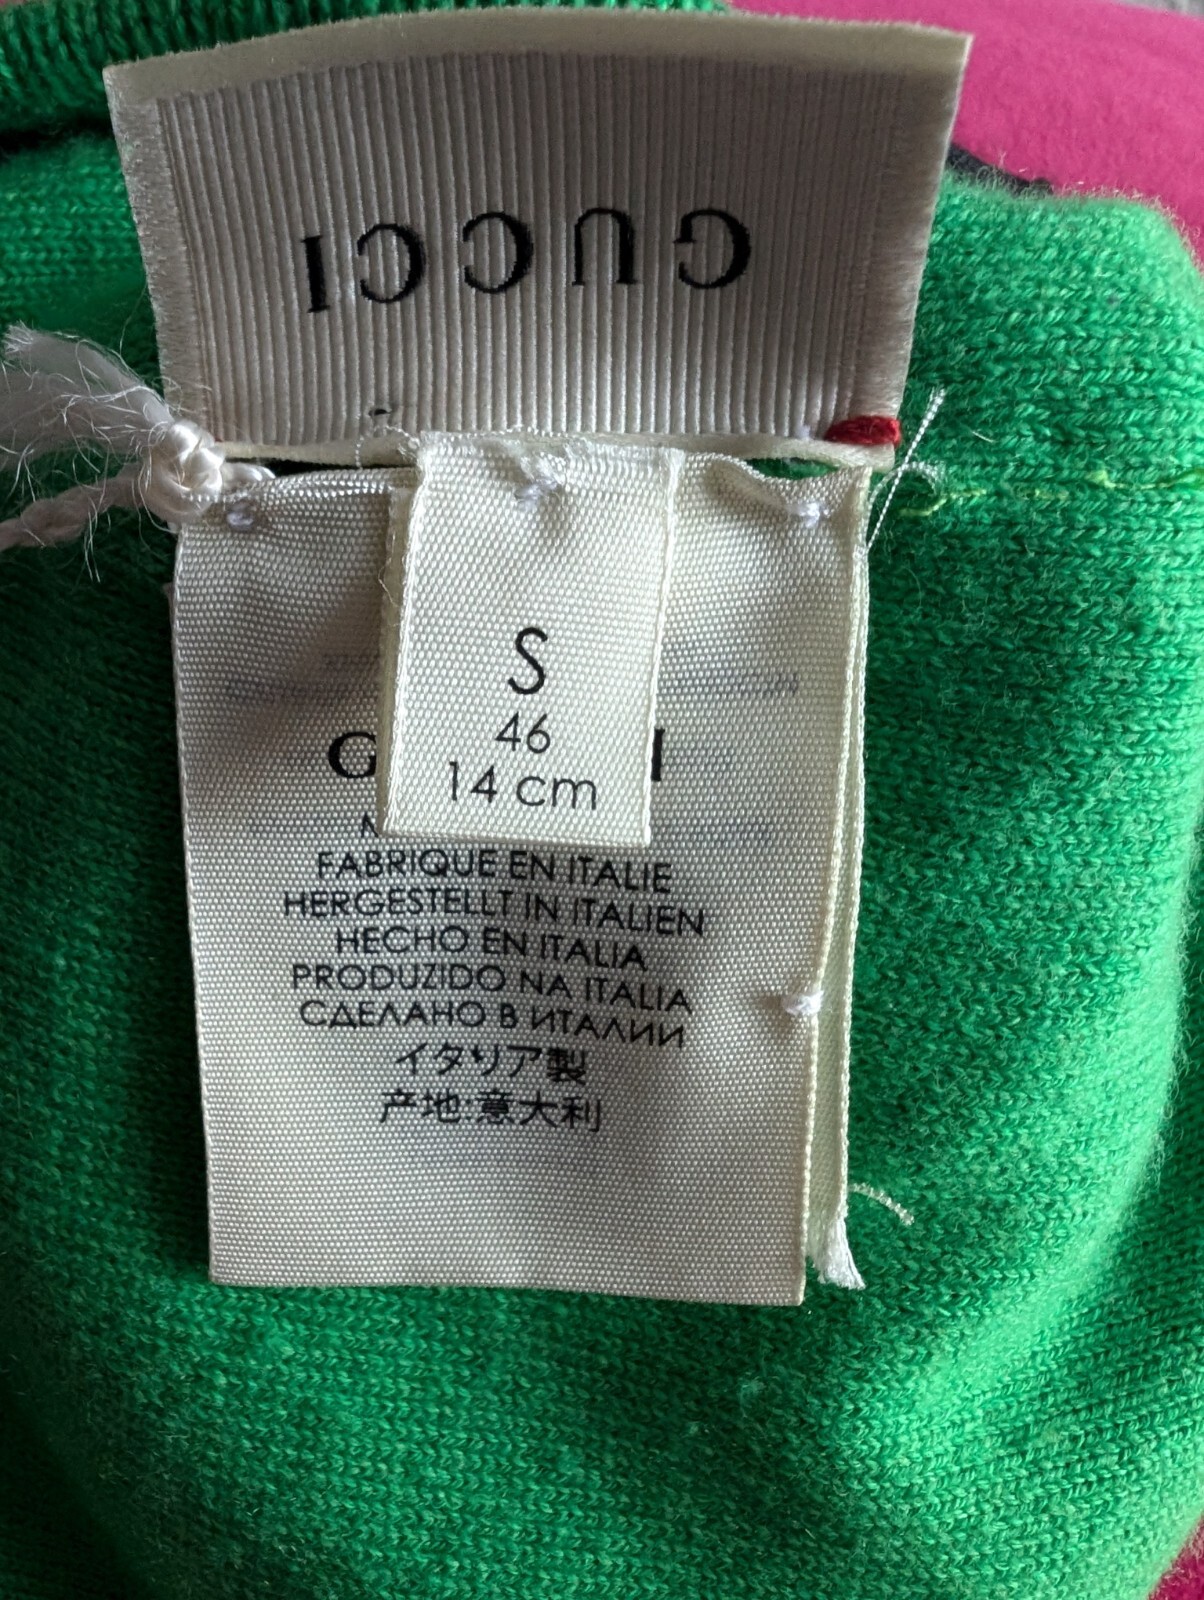 GUCCI
S
46
14 cm
FABRIQUE EN ITALIE
HERGESTELLT IN ITALIEN
HECHO EN ITALIA
PRODUZIDO NA ITALIA
СДЕЛАНО В ИТАЛИИ
イタリア製
产地:意大利